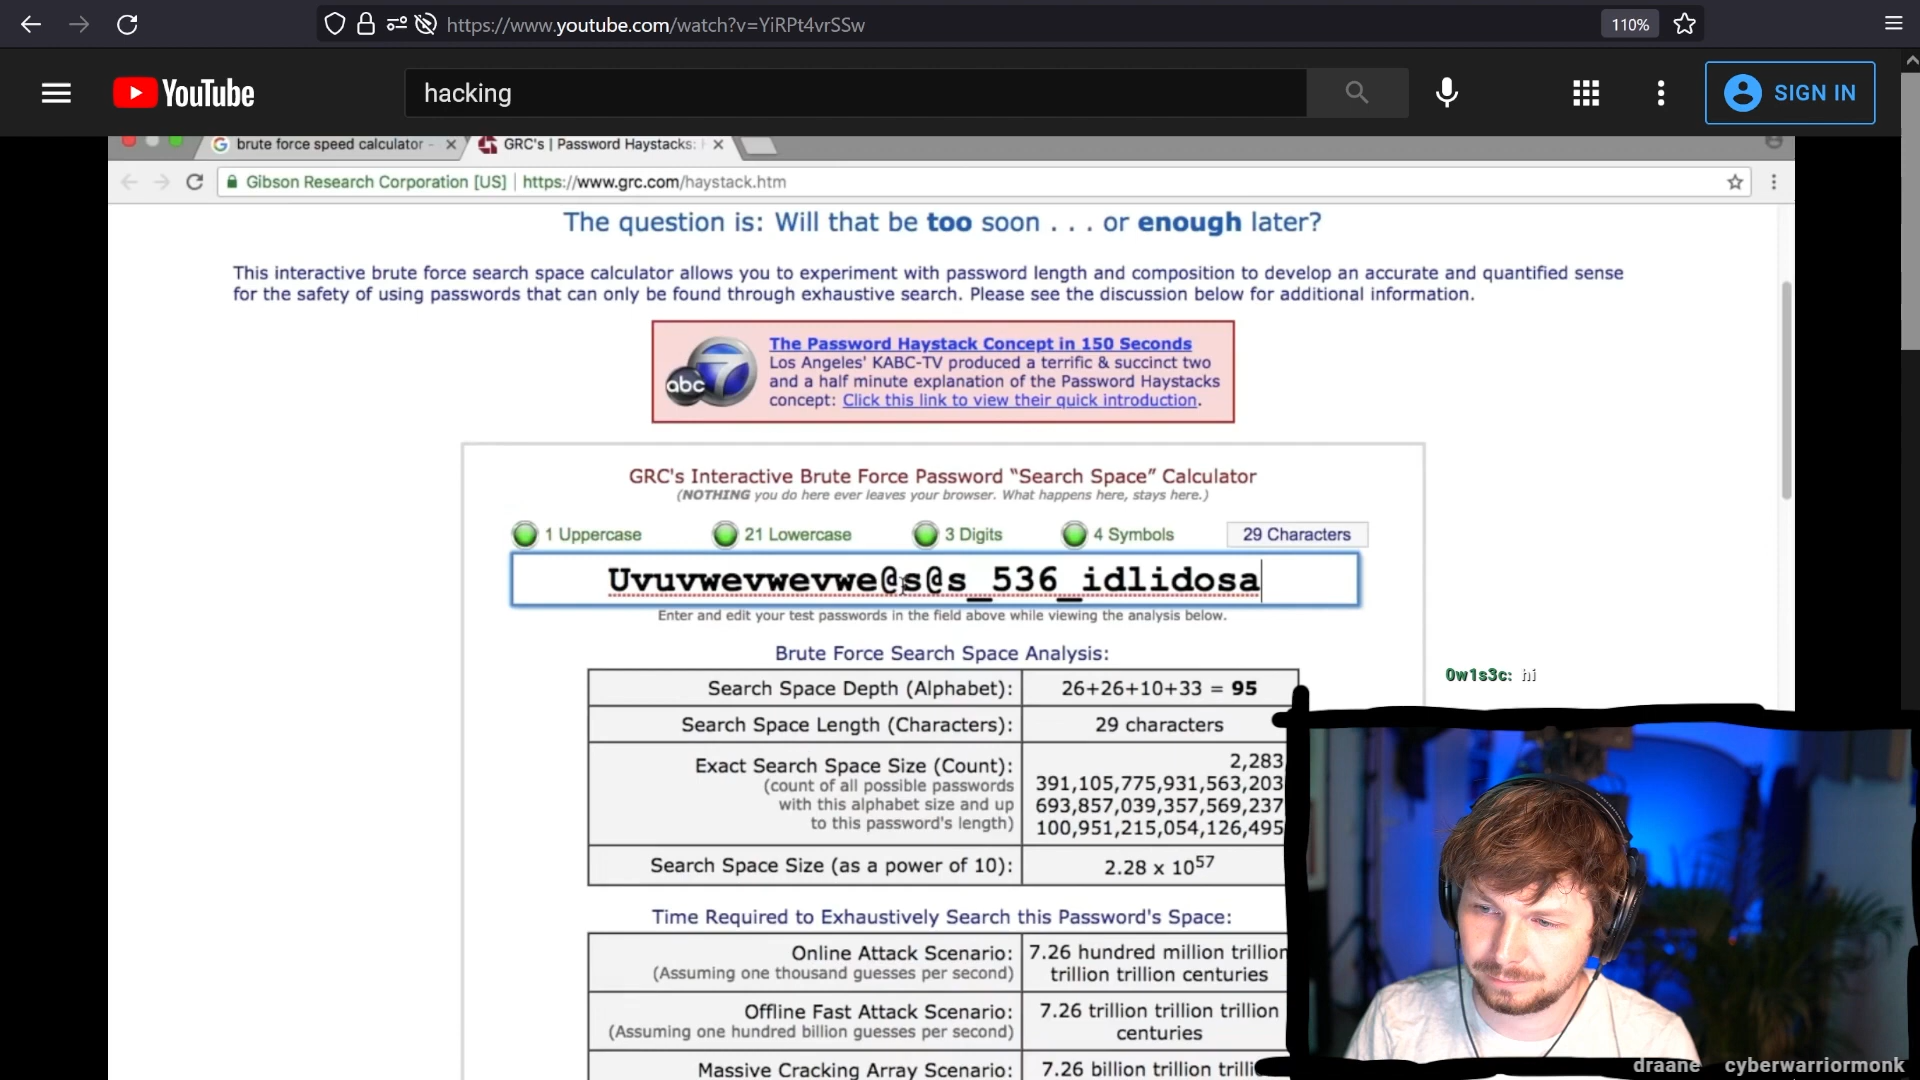 https://www.youtube.com/watch?v=YiRPt4vrSSw
110%
YouTube
hacking
SIGN IN
brute force speed calculator -
GRC's | Password Haystacks:
Gibson Research Corporation [US]
https://www.grc.com/haystack.htm
The question is: Will that be too soon . . . or enough later?
This interactive brute force search space calculator allows you to experiment with password length and composition to develop an accurate and quantified sense
for the safety of using passwords that can only be found through exhaustive search. Please see the discussion below for additional information.
abc 7
The Password Haystack Concept in 150 Seconds
Los Angeles' KABC-TV produced a terrific & succinct two
and a half minute explanation of the Password Haystacks
concept: Click this link to view their quick introduction.
GRC's Interactive Brute Force Password “Search Space” Calculator
(NOTHING you do here ever leaves your browser. What happens here, stays here.)
1 Uppercase
21 Lowercase
3 Digits
4 Symbols
29 Characters
Uvuvwevwevwe@s@s_536_idlidosa
Enter and edit your test passwords in the field above while viewing the analysis below.
Brute Force Search Space Analysis:
Search Space Depth (Alphabet):
26+26+10+33 = 95
Search Space Length (Characters):
29 characters
Exact Search Space Size (Count):
(count of all possible passwords
with this alphabet size and up
to this password's length)
2,283
391,105,775,931,563,203
693,857,039,357,569,237
100,951,215,054,126,495
Search Space Size (as a power of 10):
2.28 x 10^57
Time Required to Exhaustively Search this Password's Space:
Online Attack Scenario:
(Assuming one thousand guesses per second)
7.26 hundred million trillion
trillion trillion centuries
Offline Fast Attack Scenario:
(Assuming one hundred billion guesses per second)
7.26 trillion trillion trillion
centuries
Massive Cracking Array Scenario:
7.26 billion trillion
0w1s3c: hi
draane
cyberwarriormonk